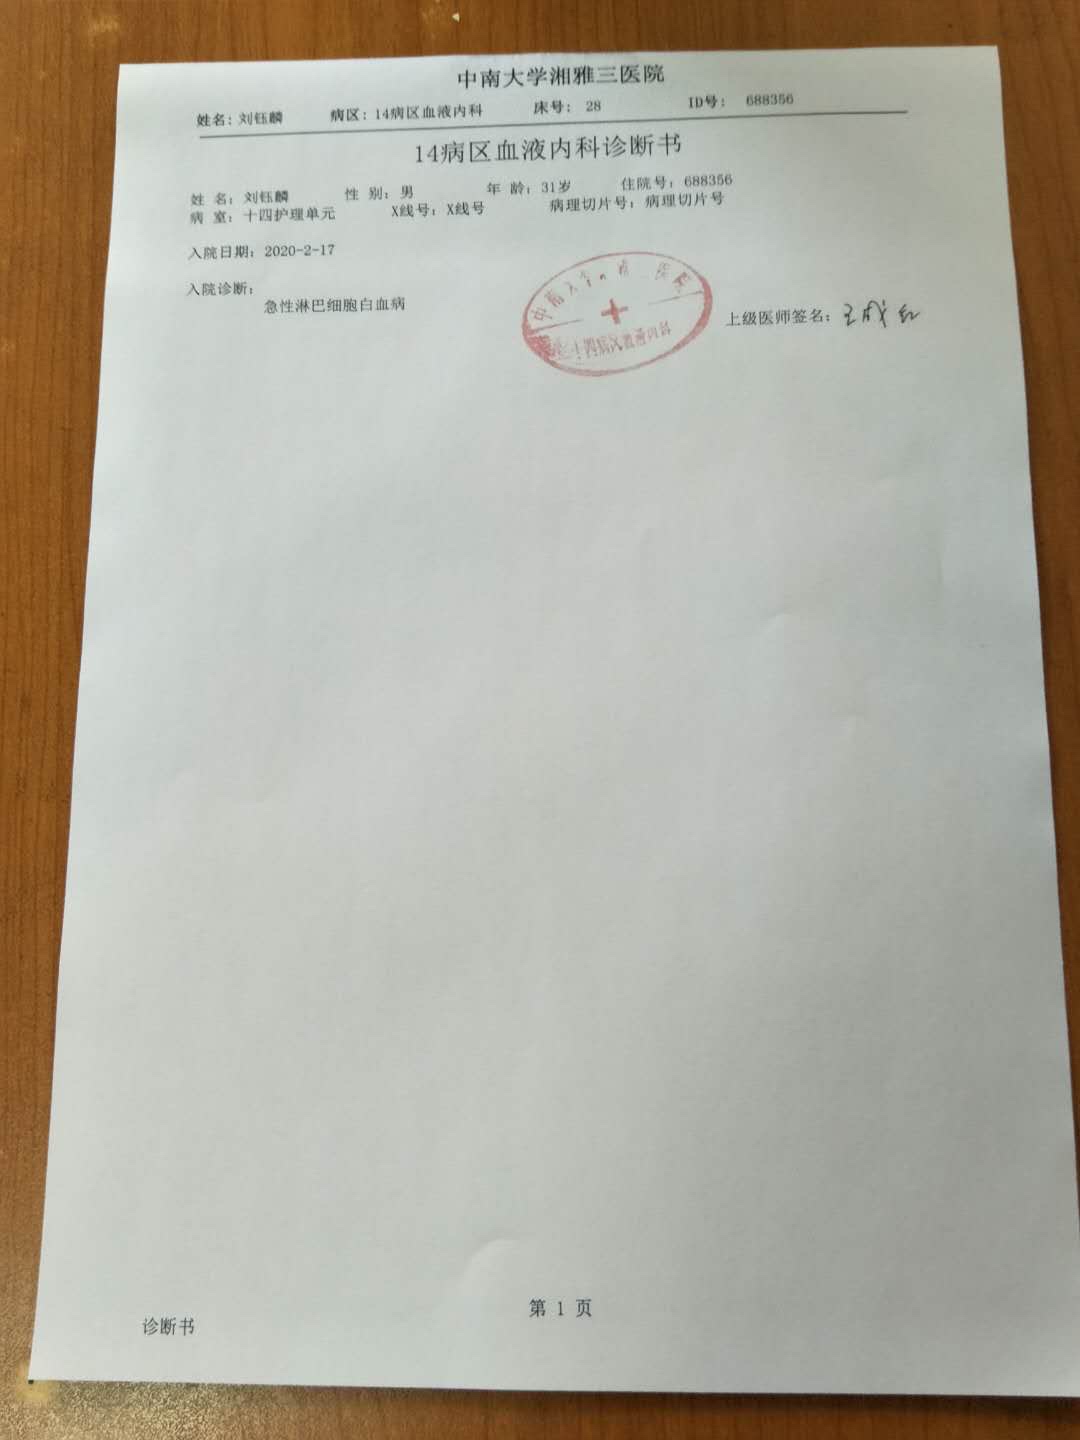 中南大学湘雅三医院
姓名：刘钰麟 病区：14病区血液内科 床号： 28 ID号： 688356
14病区血液内科诊断书
姓 名： 刘钰麟 性 别： 男 年 龄： 31岁 住院号： 688356
病 室： 十四护理单元 X线号： X线号 病理切片号： 病理切片号
入院日期： 2020-2-17
入院诊断：
急性淋巴细胞白血病
上级医师签名：
第 1 页
诊断书